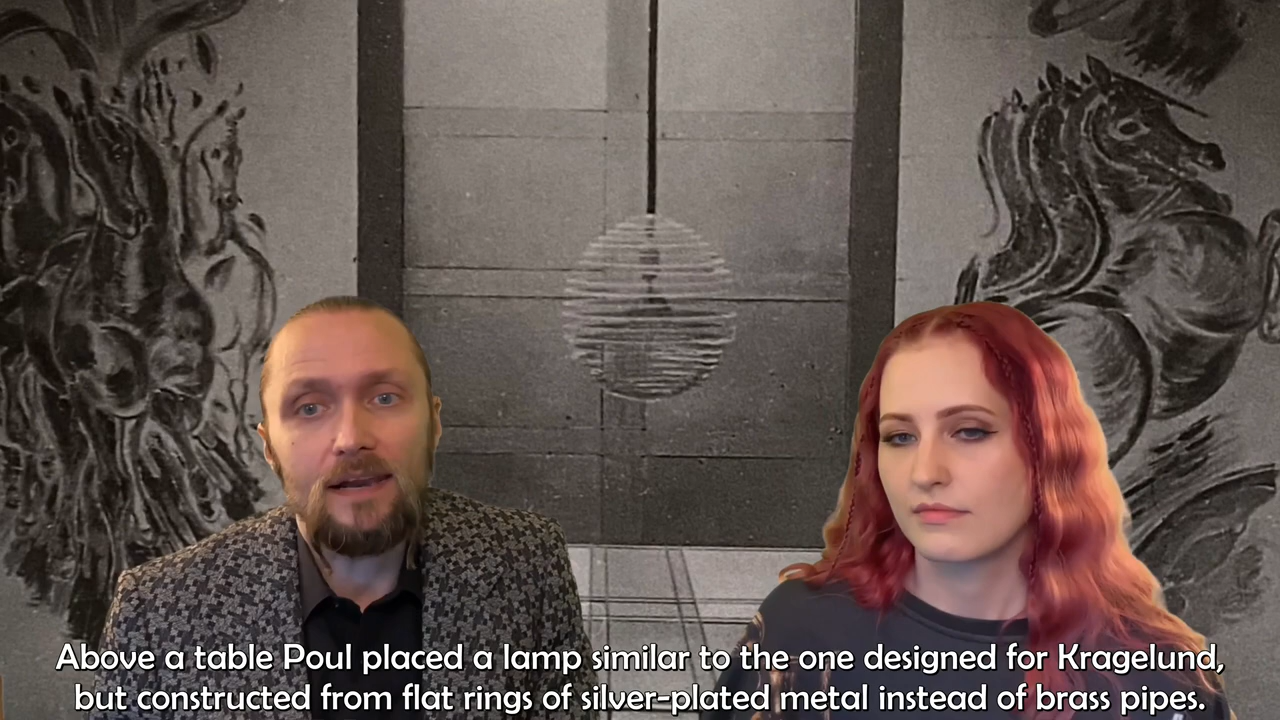 Above a table Poul placed a lamp similar to the one designed for Kragelund,
but constructed from flat rings of silver-plated metal instead of brass pipes.